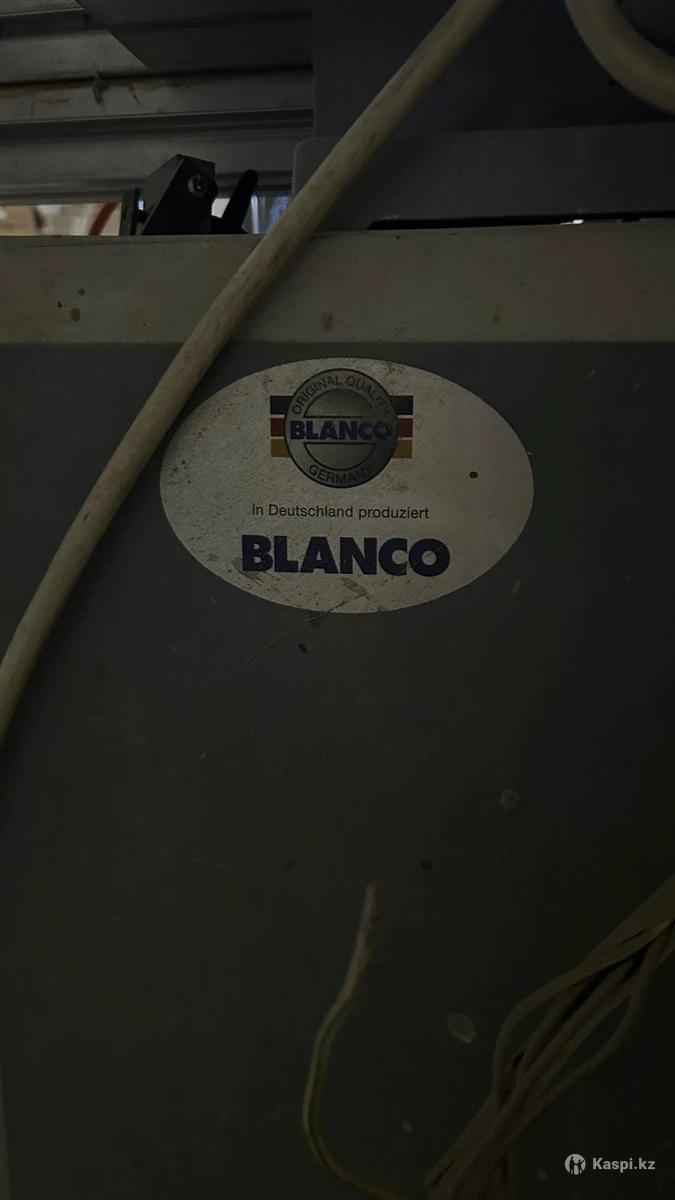 ORIGINAL QUALITY
BLANCO
GERMANY
In Deutschland produziert
BLANCO
Kaspi.kz